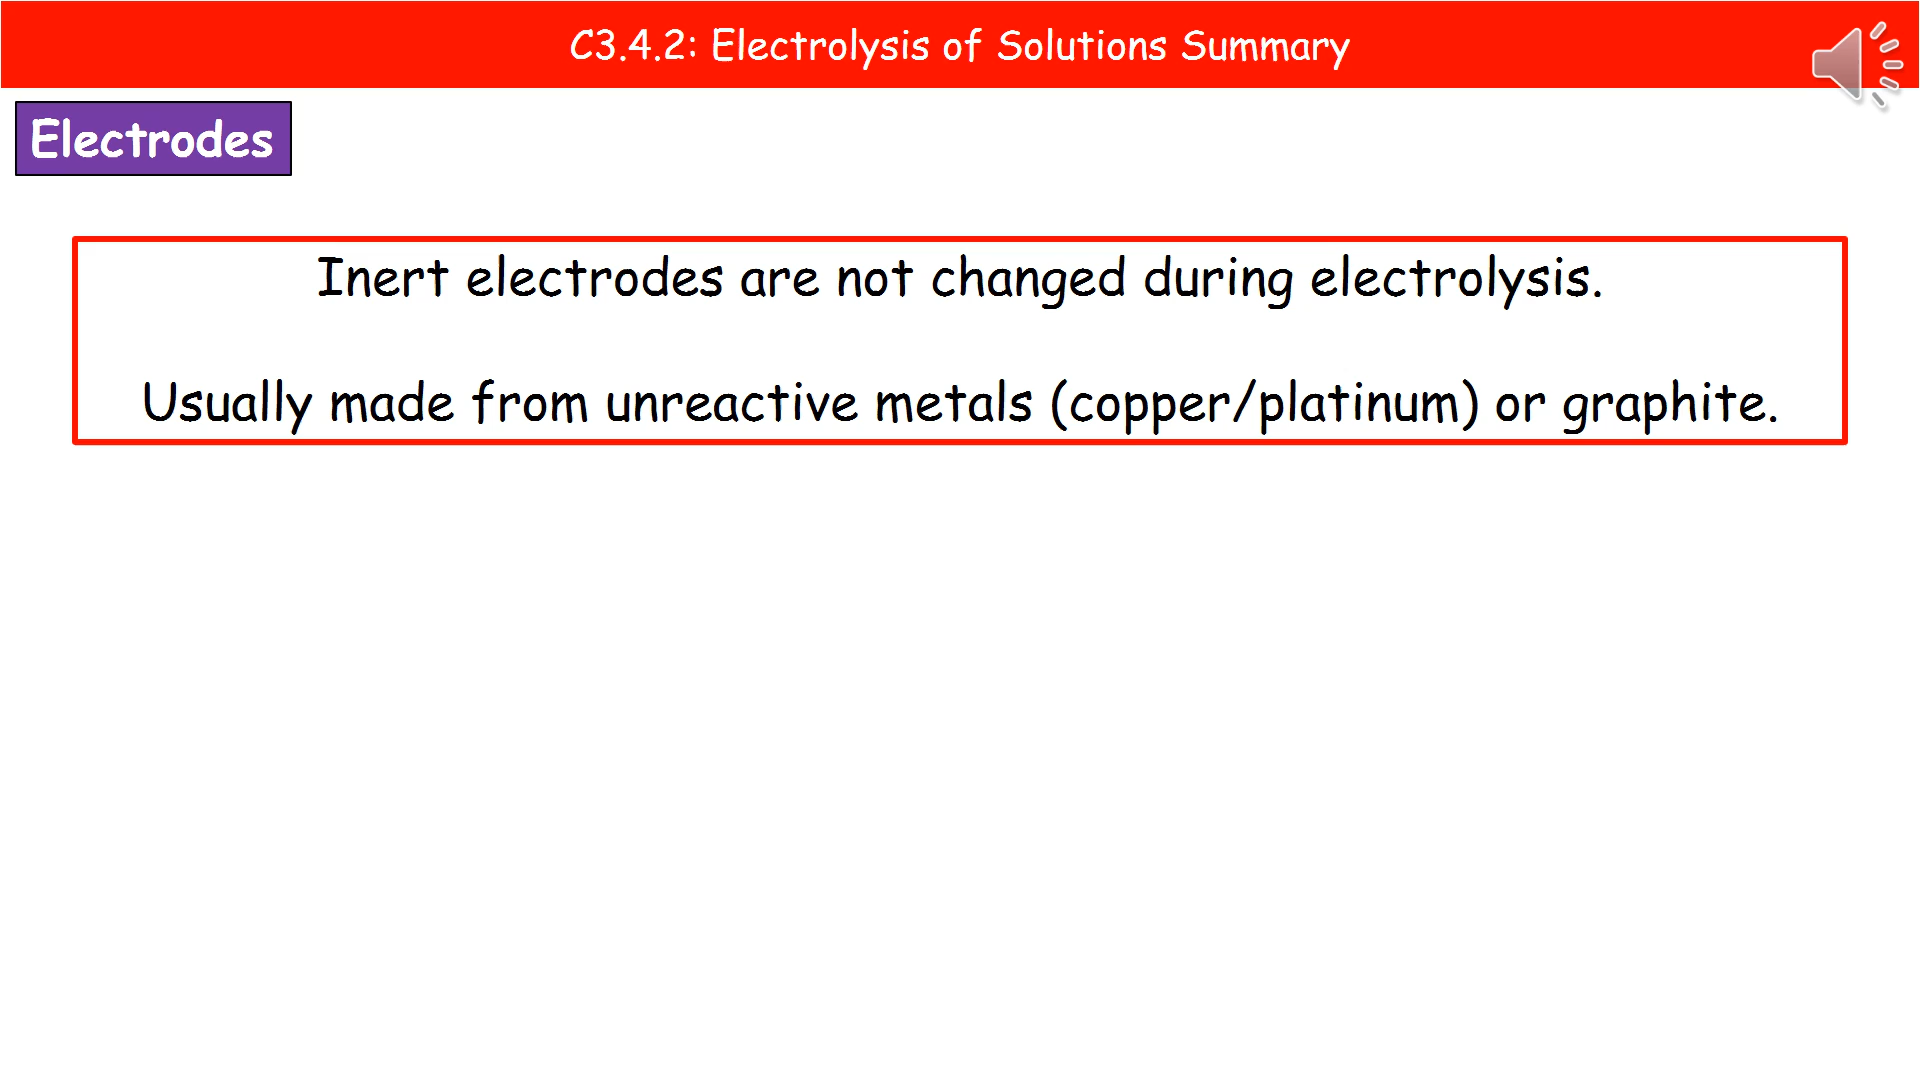 C3.4.2: Electrolysis of Solutions Summary
Electrodes
Inert electrodes are not changed during electrolysis.
Usually made from unreactive metals (copper/platinum) or graphite.